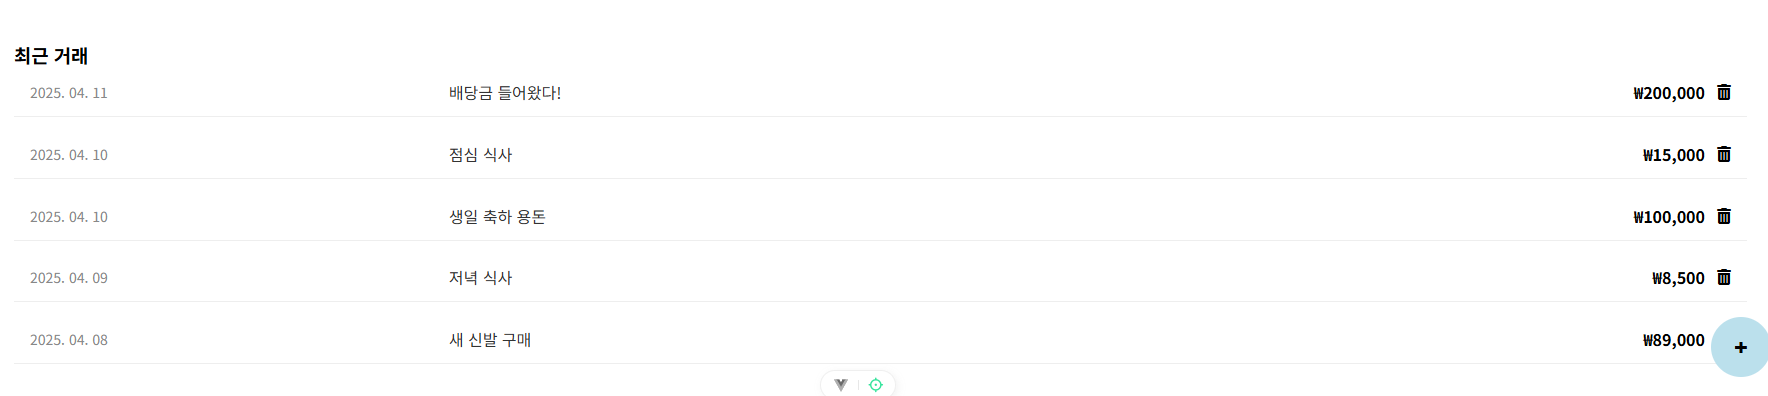 최근 거래
2025. 04. 11 배당금 들어왔다! ₩200,000
2025. 04. 10 점심 식사 ₩15,000
2025. 04. 10 생일 축하 용돈 ₩100,000
2025. 04. 09 저녁 식사 ₩8,500
2025. 04. 08 새 신발 구매 ₩89,000
+